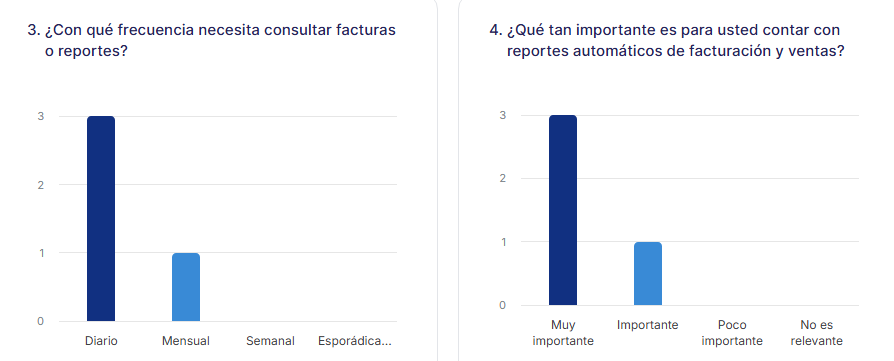 3. ¿Con qué frecuencia necesita consultar facturas
o reportes?
3
2
1
0
Diario
Mensual
Semanal
Esporádica...
4. ¿Qué tan importante es para usted contar con
reportes automáticos de facturación y ventas?
3
2
1
0
Muy
importante
Importante
Poco
importante
No es
relevante